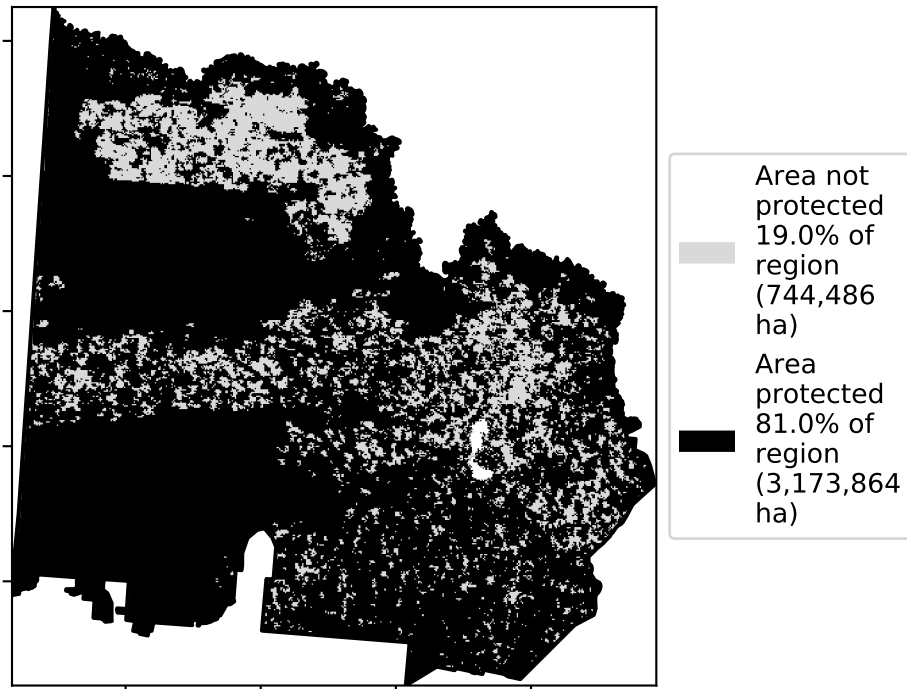 Area not
protected
19.0% of
region
(744,486
ha)
Area
protected
81.0% of
region
(3,173,864
ha)